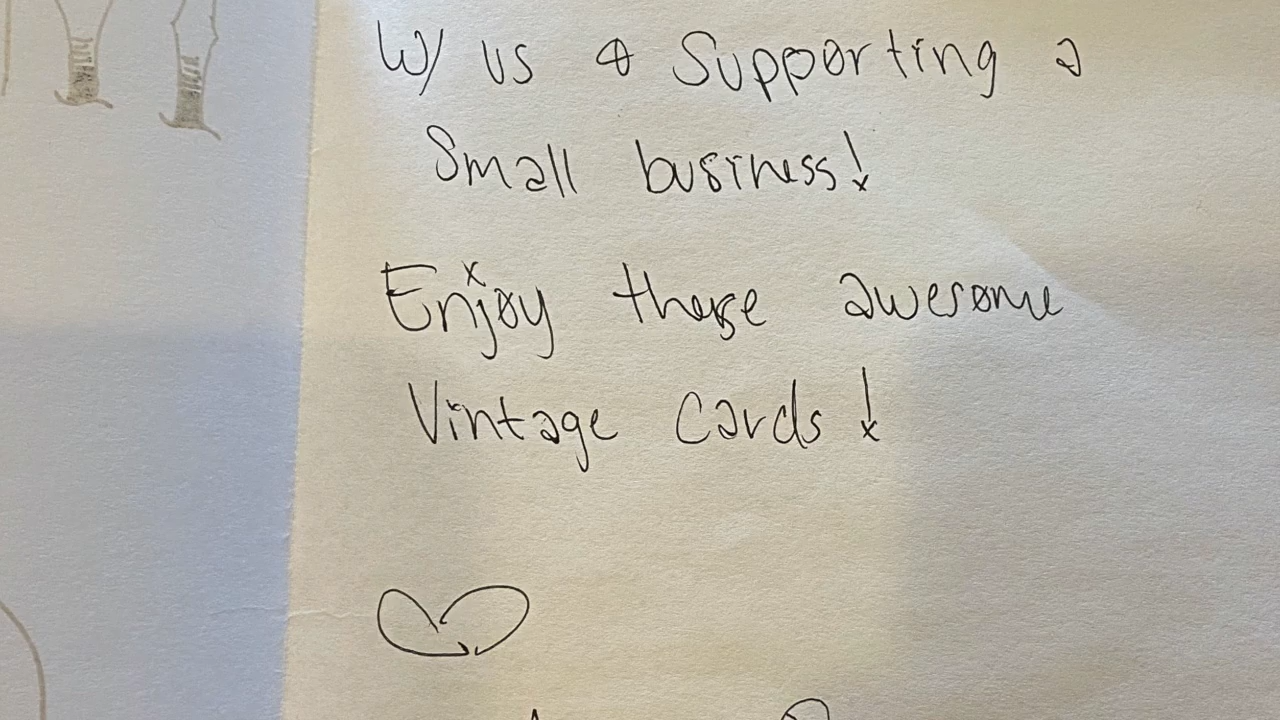 W/ us & Supporting a
Small business!
Enjoy these awesome
Vintage Cards!